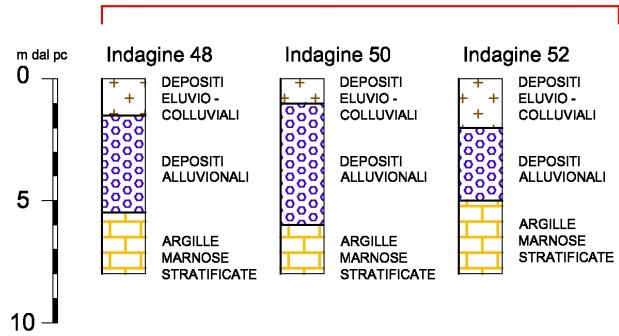 m dal pc
0
5
10
Indagine 48
DEPOSITI
ELUVIO -
COLLUVIALI
DEPOSITI
ALLUVIONALI
ARGILLE
MARNOSE
STRATIFICATE
Indagine 50
DEPOSITI
ELUVIO -
COLLUVIALI
DEPOSITI
ALLUVIONALI
ARGILLE
MARNOSE
STRATIFICATE
Indagine 52
DEPOSITI
ELUVIO -
COLLUVIALI
DEPOSITI
ALLUVIONALI
ARGILLE
MARNOSE
STRATIFICATE